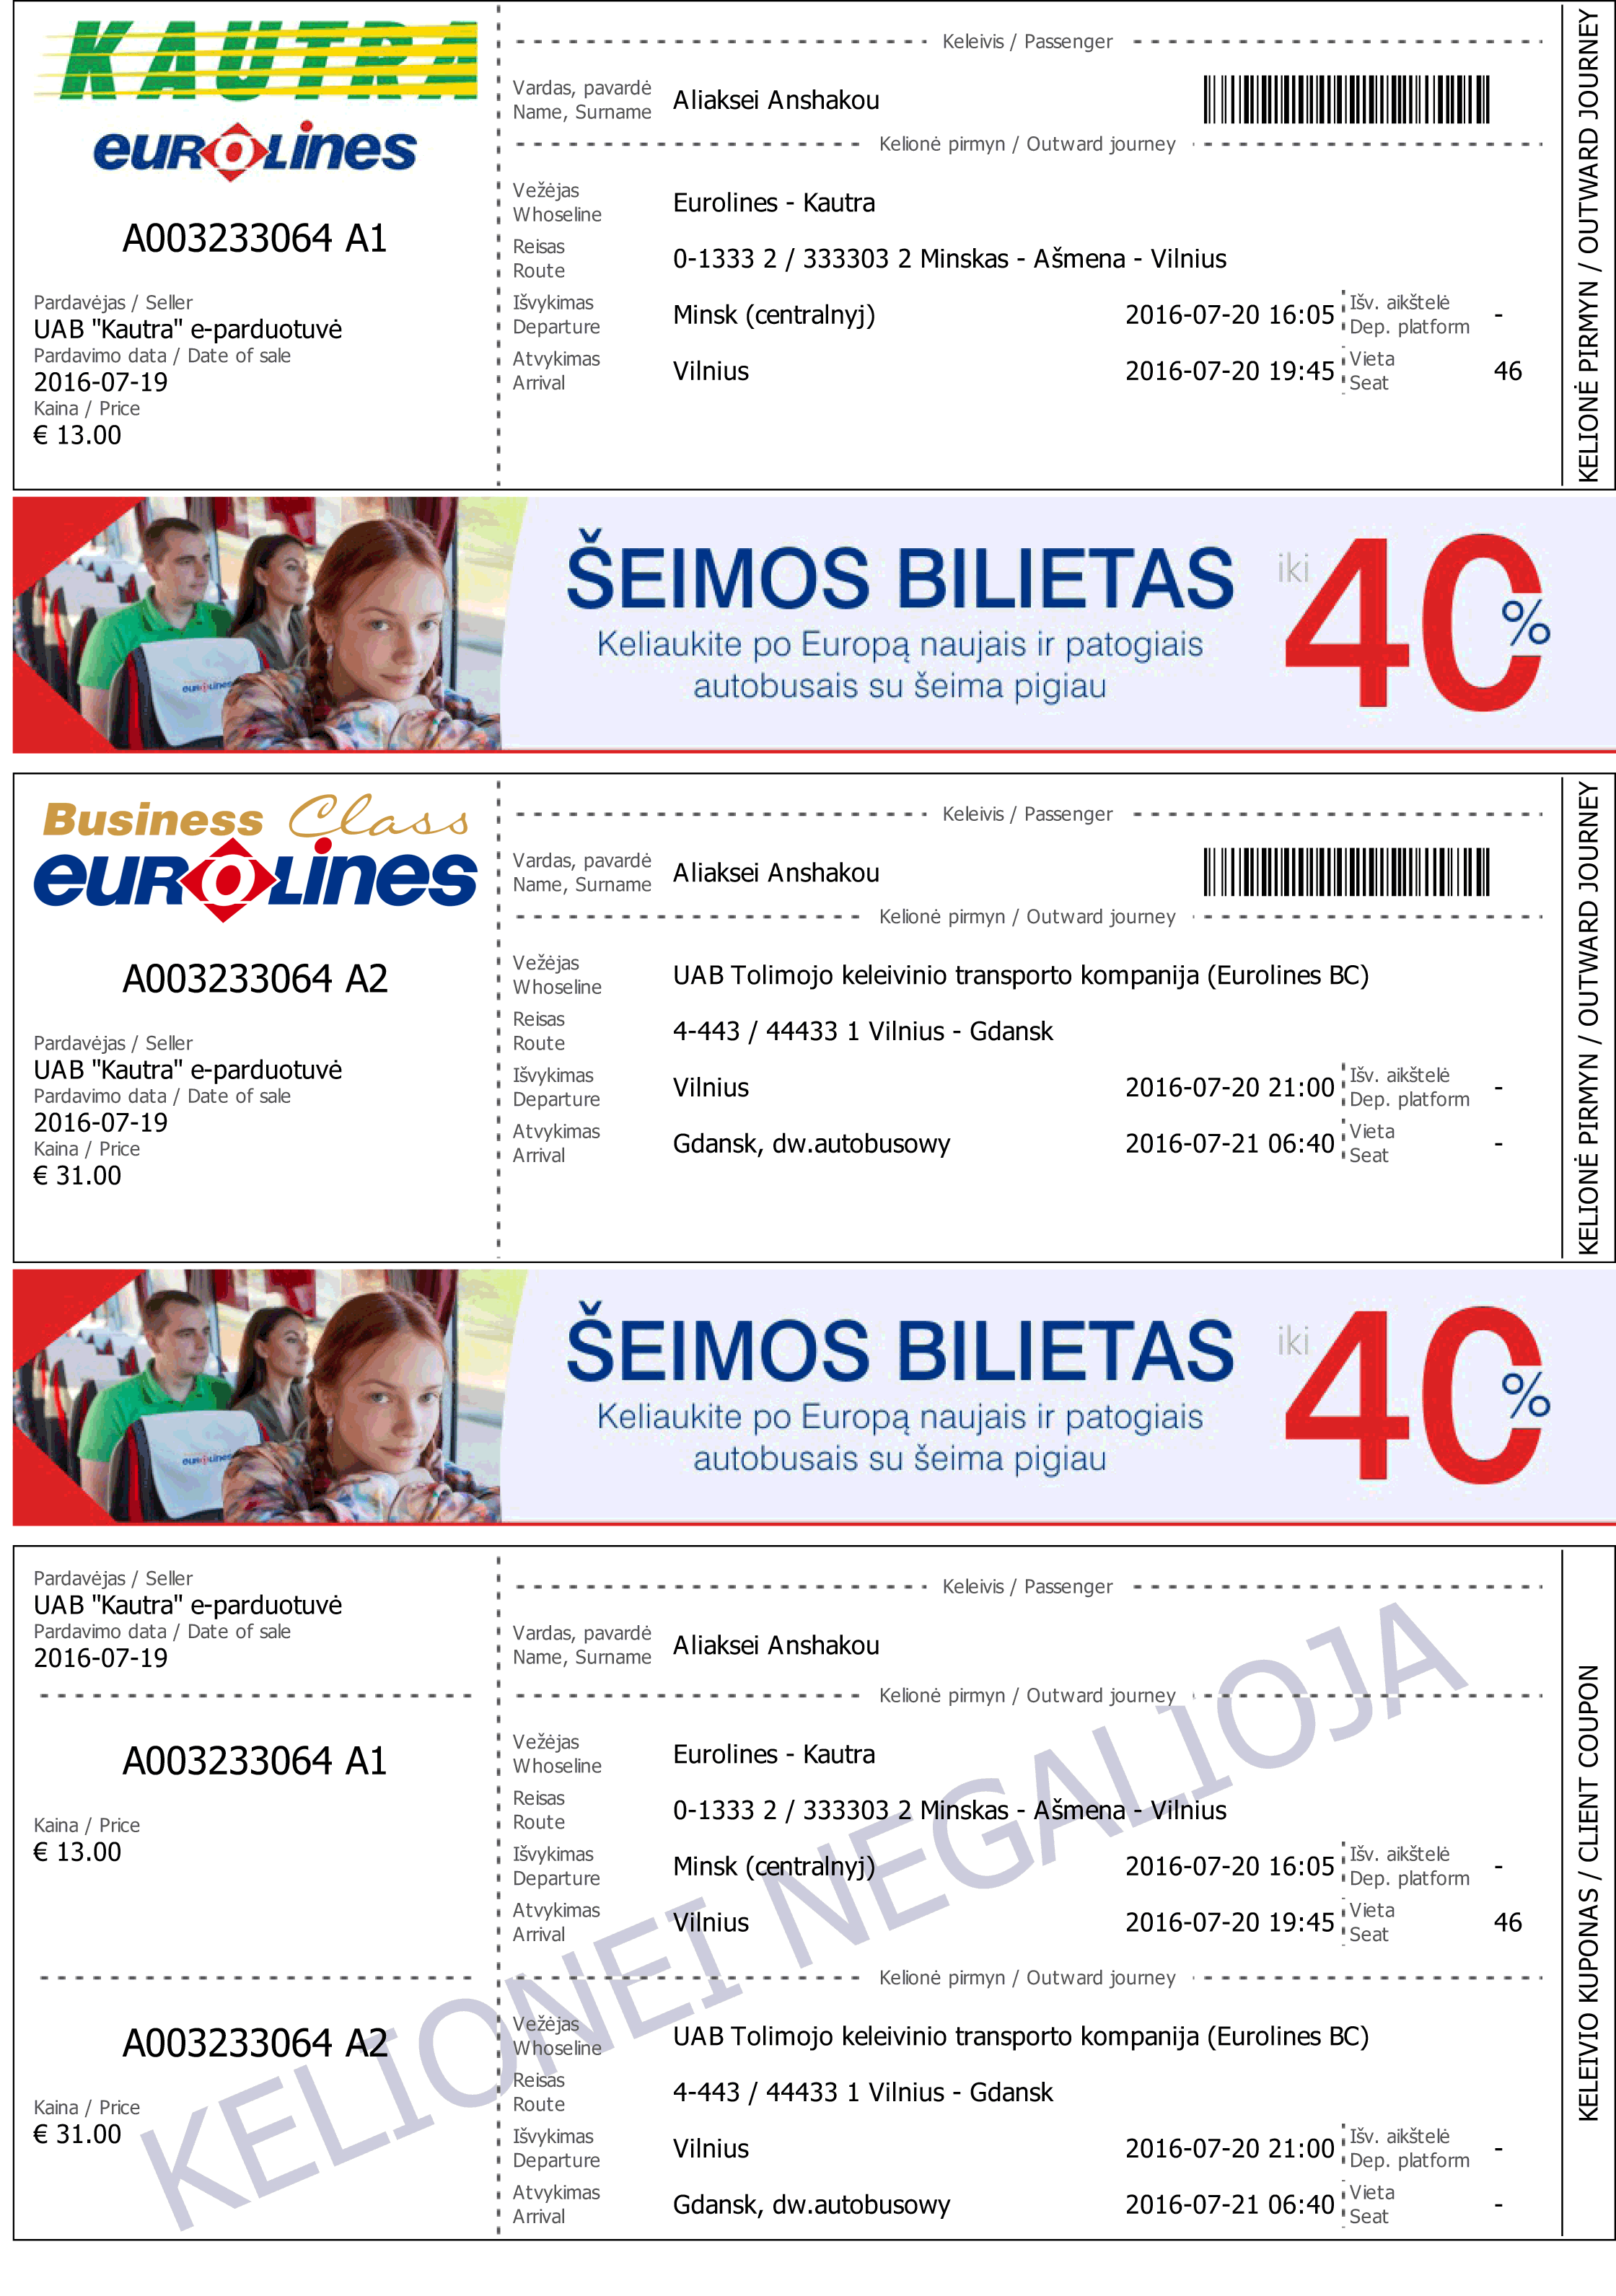 KAUTRA
eurolines
A003233064 A1
Pardavėjas / Seller
UAB "Kautra" e-parduotuvė
Pardavimo data / Date of sale
2016-07-19
Kaina / Price
€ 13.00
Keleivis / Passenger
Vardas, pavardė
Name, Surname
Aliaksei Anshakou
Kelionė pirmyn / Outward journey
Vežėjas
Whoseline
Eurolines - Kautra
Reisas
Route
0-1333 2 / 333303 2 Minskas - Ašmena - Vilnius
Išvykimas
Departure
Minsk (centralnyj)
2016-07-20 16:05
Išv. aikštelė
Dep. platform
-
Atvykimas
Arrival
Vilnius
2016-07-20 19:45
Vieta
Seat
46
KELIONĖ PIRMYN / OUTWARD JOURNEY
eurolines
ŠEIMOS BILIETAS
Keliaukite po Europą naujais ir patogiais
autobusais su šeima pigiau
iki 40 %
Business Class
eurolines
A003233064 A2
Pardavėjas / Seller
UAB "Kautra" e-parduotuvė
Pardavimo data / Date of sale
2016-07-19
Kaina / Price
€ 31.00
Keleivis / Passenger
Vardas, pavardė
Name, Surname
Aliaksei Anshakou
Kelionė pirmyn / Outward journey
Vežėjas
Whoseline
UAB Tolimojo keleivinio transporto kompanija (Eurolines BC)
Reisas
Route
4-443 / 44433 1 Vilnius - Gdansk
Išvykimas
Departure
Vilnius
2016-07-20 21:00
Išv. aikštelė
Dep. platform
-
Atvykimas
Arrival
Gdansk, dw.autobusowy
2016-07-21 06:40
Vieta
Seat
-
KELIONĖ PIRMYN / OUTWARD JOURNEY
eurolines
ŠEIMOS BILIETAS
Keliaukite po Europą naujais ir patogiais
autobusais su šeima pigiau
iki 40 %
Pardavėjas / Seller
UAB "Kautra" e-parduotuvė
Pardavimo data / Date of sale
2016-07-19
A003233064 A1
Kaina / Price
€ 13.00
A003233064 A2
Kaina / Price
€ 31.00
Keleivis / Passenger
Vardas, pavardė
Name, Surname
Aliaksei Anshakou
Kelionė pirmyn / Outward journey
Vežėjas
Whoseline
Eurolines - Kautra
Reisas
Route
0-1333 2 / 333303 2 Minskas - Ašmena - Vilnius
Išvykimas
Departure
Minsk (centralnyj)
2016-07-20 16:05
Išv. aikštelė
Dep. platform
-
Atvykimas
Arrival
Vilnius
2016-07-20 19:45
Vieta
Seat
46
Kelionė pirmyn / Outward journey
Vežėjas
Whoseline
UAB Tolimojo keleivinio transporto kompanija (Eurolines BC)
Reisas
Route
4-443 / 44433 1 Vilnius - Gdansk
Išvykimas
Departure
Vilnius
2016-07-20 21:00
Išv. aikštelė
Dep. platform
-
Atvykimas
Arrival
Gdansk, dw.autobusowy
2016-07-21 06:40
Vieta
Seat
-
KELEIVIO KUPONAS / CLIENT COUPON
KELIONEI NEGALIOJA